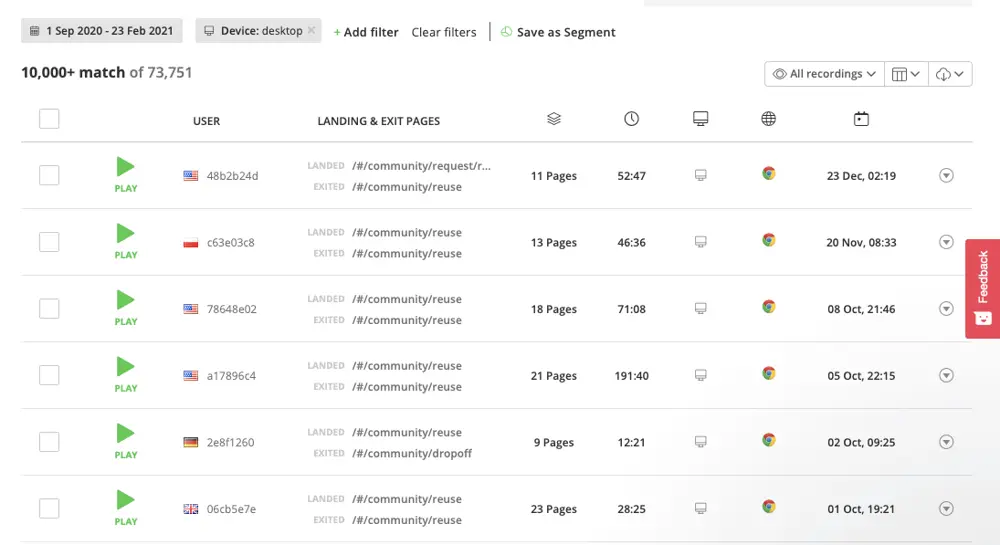 1 Sep 2020 - 23 Feb 2021 Device: desktop × + Add filter Clear filters Save as Segment
10,000+ match of 73,751
All recordings
USER LANDING & EXIT PAGES
LANDED /#/community/request/r...
PLAY 48b2b24d 11 Pages 52:47 23 Dec, 02:19
EXITED /#/community/reuse
LANDED /#/community/reuse
PLAY c63e03c8 13 Pages 46:36 20 Nov, 08:33
EXITED /#/community/reuse
Feedback
LANDED /#/community/reuse
PLAY 78648e02 18 Pages 71:08 08 Oct, 21:46
EXITED /#/community/reuse
LANDED /#/community/reuse
PLAY a17896c4 21 Pages 191:40 05 Oct, 22:15
EXITED /#/community/reuse
LANDED /#/community/reuse
PLAY 2e8f1260 9 Pages 12:21 02 Oct, 09:25
EXITED /#/community/dropoff
LANDED /#/community/reuse
PLAY 06cb5e7e 23 Pages 28:25 01 Oct, 19:21
EXITED /#/community/reuse